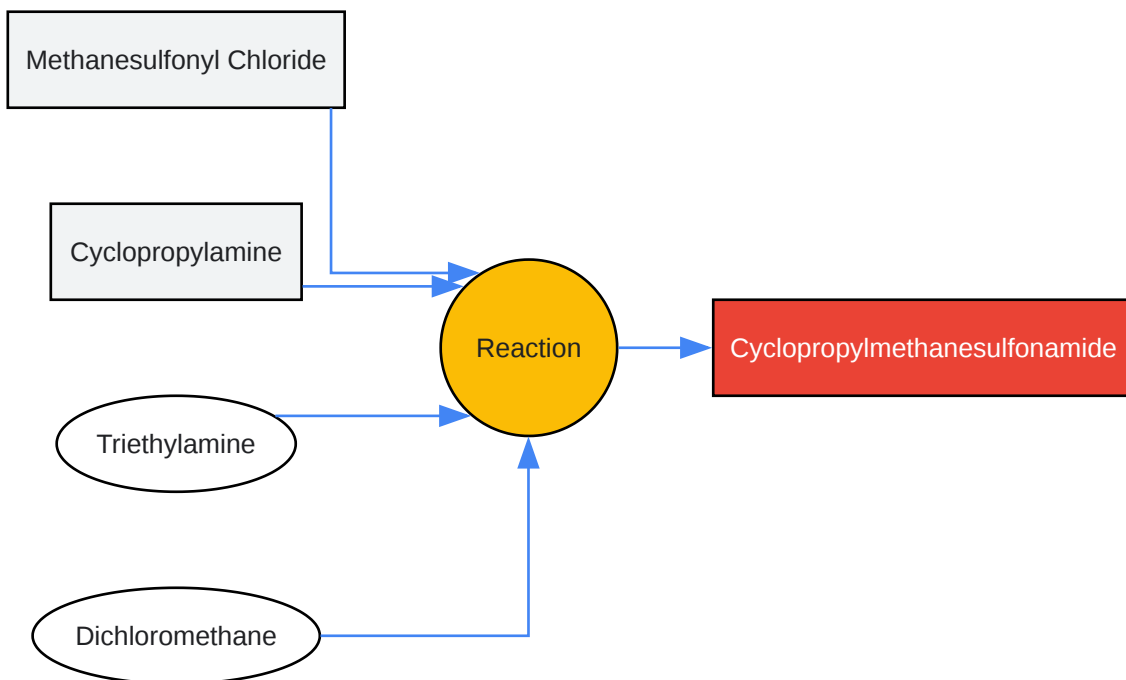 Methanesulfonyl Chloride
Cyclopropylamine
Reaction
Cyclopropylmethanesulfonamide
Triethylamine
Dichloromethane